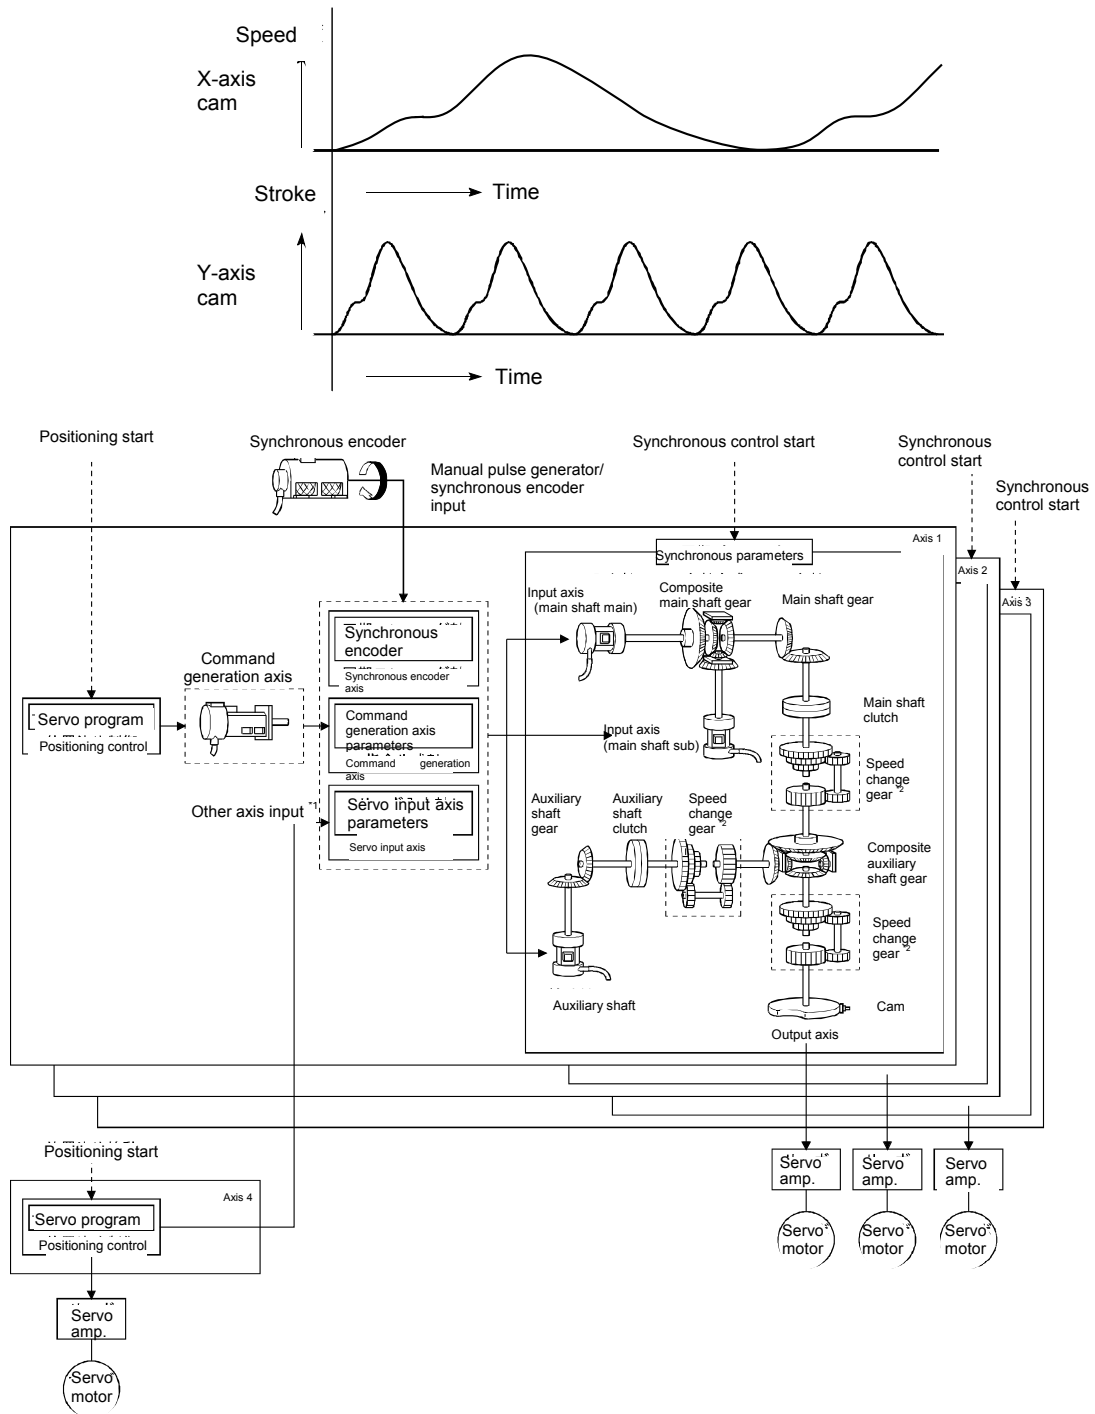 Speed
X-axis
cam
Stroke
Time
Y-axis
cam
Time
Positioning start
Synchronous encoder
Manual pulse generator/
synchronous encoder
input
Synchronous control start
Synchronous
control start
Synchronous
control start
Axis 1
Axis 2
Axis 3
Synchronous parameters
Input axis
(main shaft main)
Composite
main shaft gear
Main shaft gear
Synchronous
encoder
Synchronous encoder
axis
Command
generation axis
Servo program
Positioning control
Command
generation axis
parameters
Command generation
axis
Main shaft
clutch
Input axis
(main shaft sub)
Speed
change
gear *2
Other axis input *1
Servo input axis
parameters
Servo input axis
Auxiliary
shaft
gear
Auxiliary
shaft
clutch
Speed
change
gear *2
Composite
auxiliary
shaft gear
Speed
change
gear *2
Auxiliary shaft
Cam
Output axis
Positioning start
Axis 4
Servo program
Positioning control
Servo
amp.
Servo
motor
Servo
amp.
Servo
motor
Servo
amp.
Servo
motor
Servo
amp.
Servo
motor